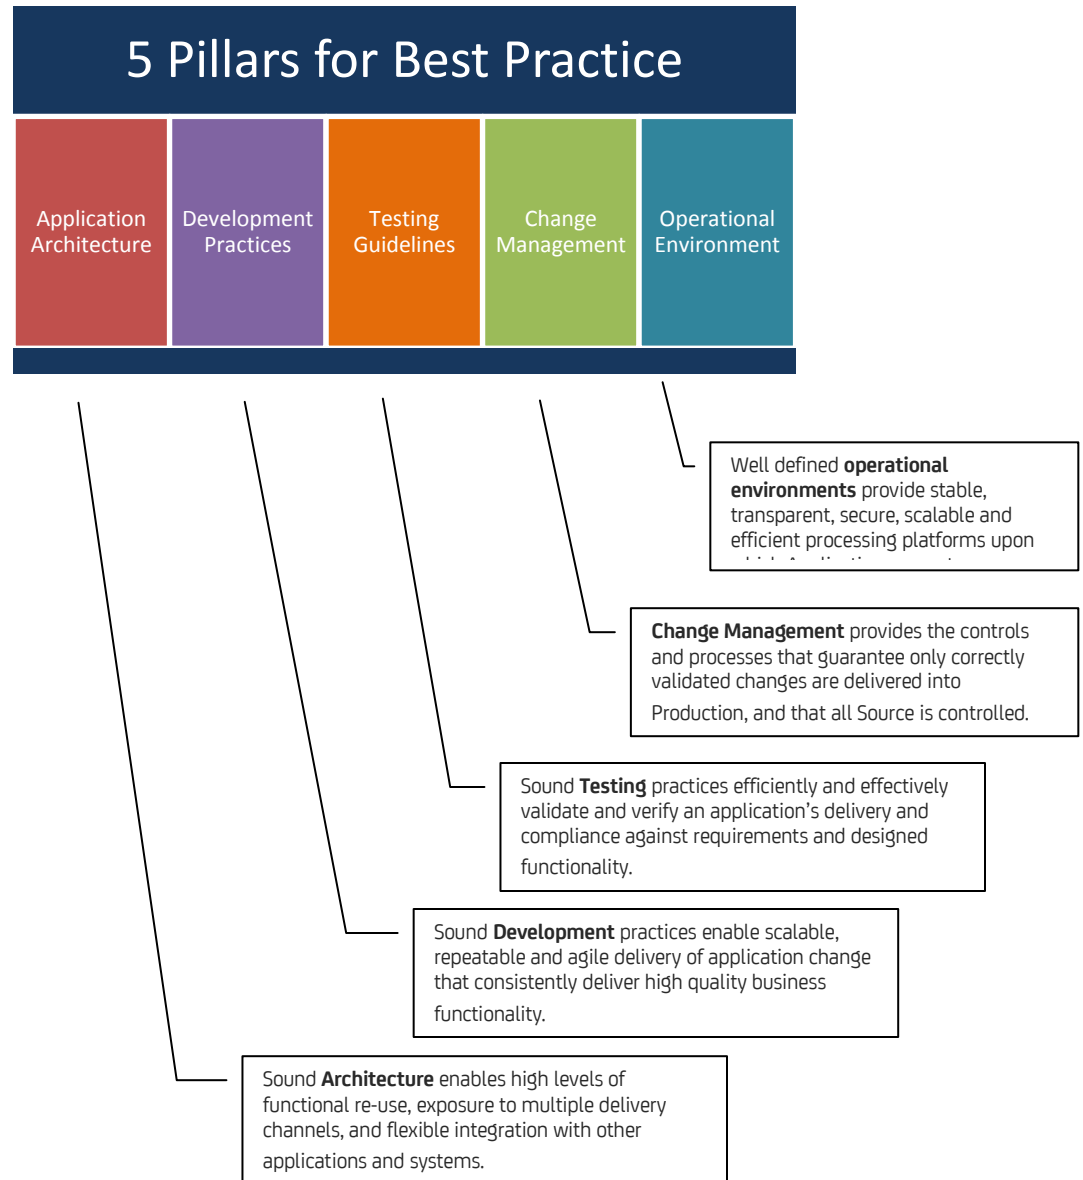 5 Pillars for Best Practice
Application
Architecture
Development
Practices
Testing
Guidelines
Change
Management
Operational
Environment
Well defined operational
environments provide stable,
transparent, secure, scalable and
efficient processing platforms upon
Change Management provides the controls
and processes that guarantee only correctly
validated changes are delivered into
Production, and that all Source is controlled.
Sound Testing practices efficiently and effectively
validate and verify an application’s delivery and
compliance against requirements and designed
functionality.
Sound Development practices enable scalable,
repeatable and agile delivery of application change
that consistently deliver high quality business
functionality.
Sound Architecture enables high levels of
functional re-use, exposure to multiple delivery
channels, and flexible integration with other
applications and systems.